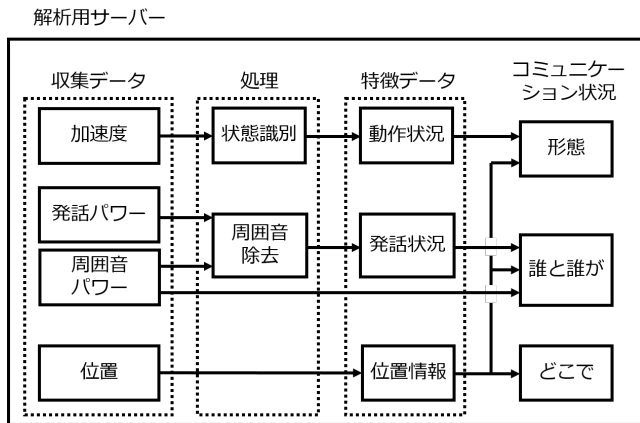 解析用サーバー
収集データ
処理
特徴データ
コミュニケー
ション状況
加速度
状態識別
動作状況
形態
発話パワー
周囲音
除去
発話状況
周囲音
パワー
誰と誰が
位置
位置情報
どこで